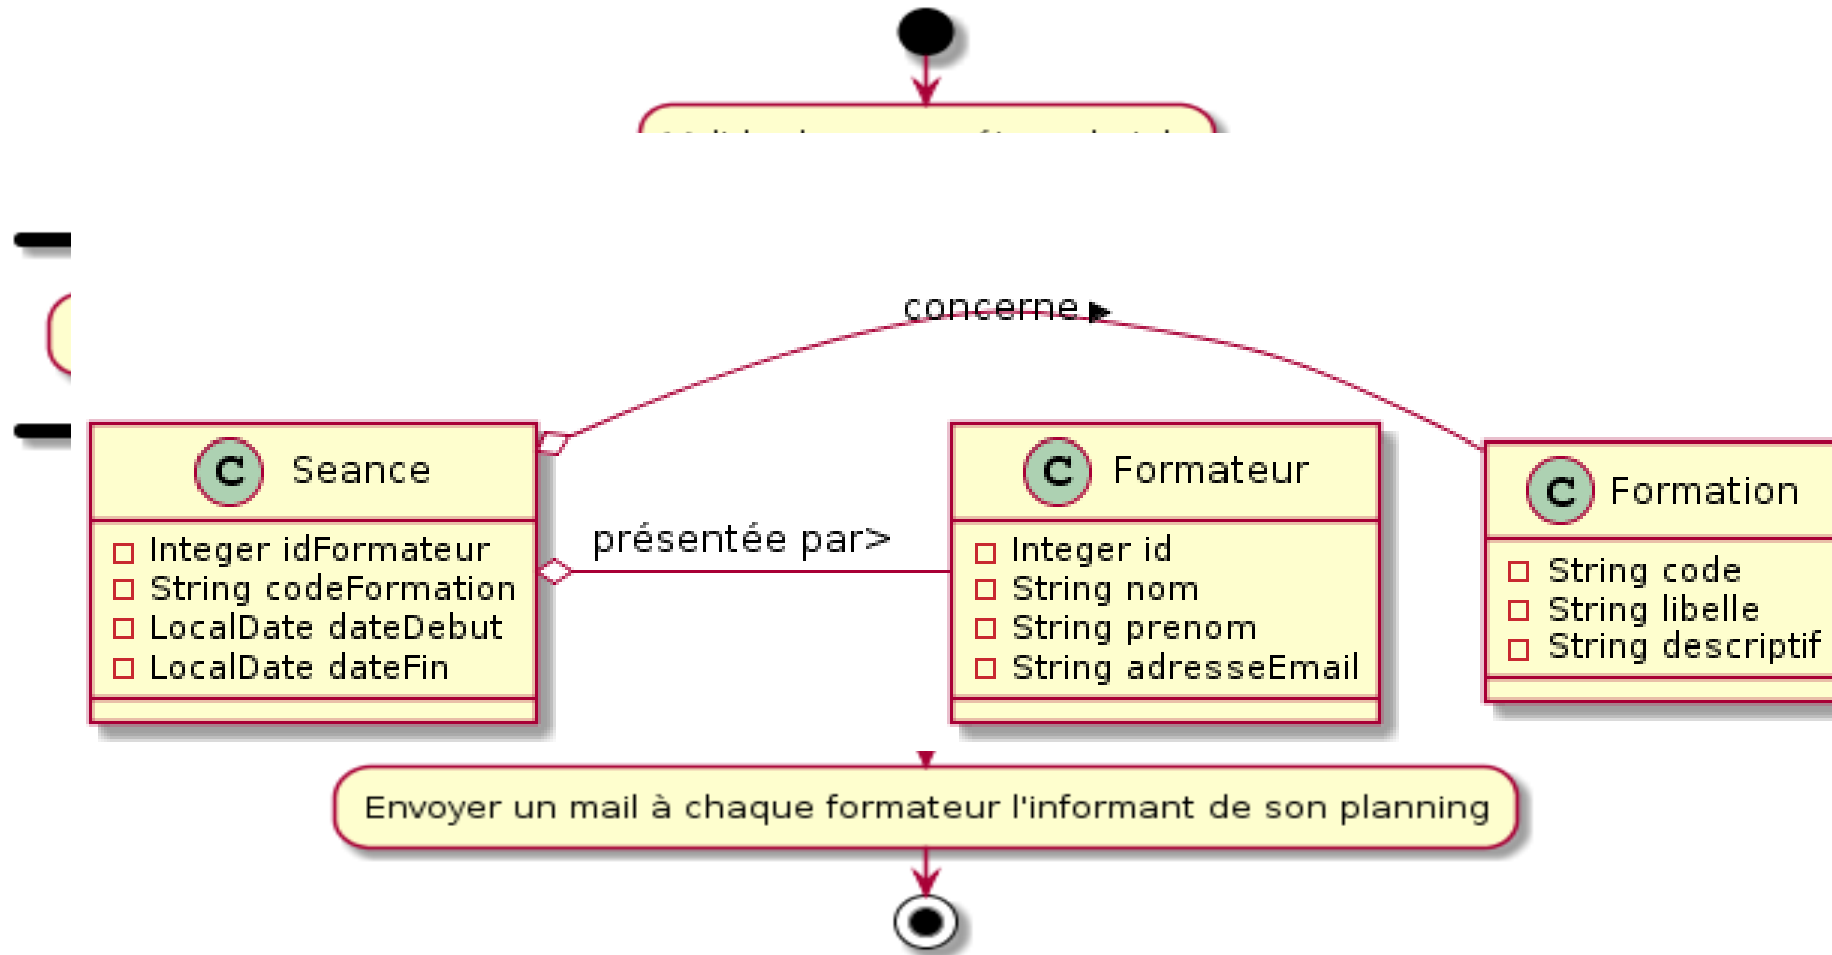 concerne
C Seance
Integer idFormateur
String codeFormation
LocalDate dateDebut
LocalDate dateFin
présentée par>
C Formateur
Integer id
String nom
String prenom
String adresseEmail
C Formation
String code
String libelle
String descriptif
Envoyer un mail à chaque formateur l'informant de son planning